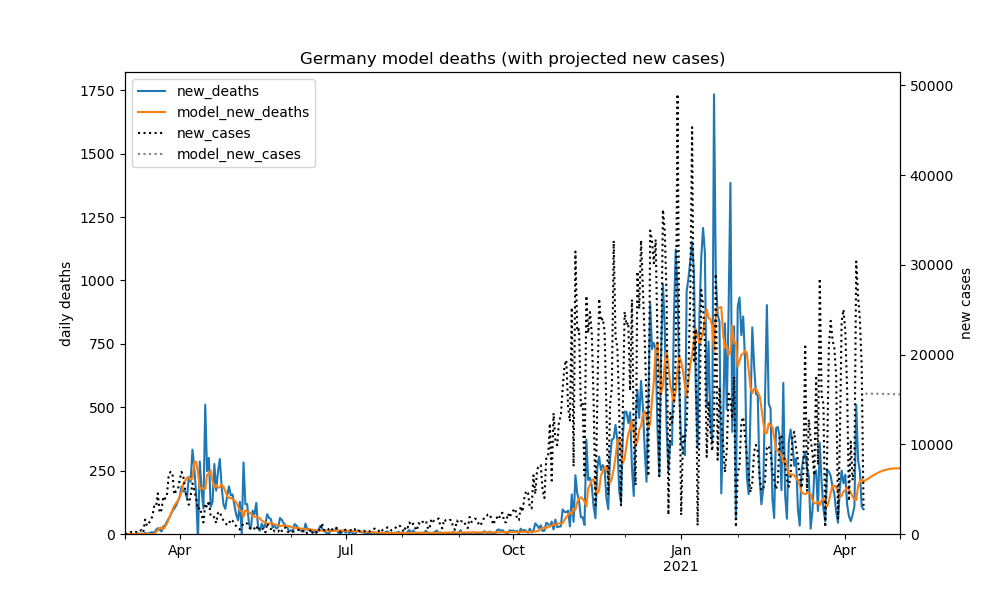 Germany model deaths (with projected new cases)
new_deaths
model_new_deaths
new_cases
model_new_cases
daily deaths
1750
1500
1250
1000
750
500
250
0
50000
40000
30000
20000
10000
0
new cases
Apr
Jul
Oct
Jan
2021
Apr